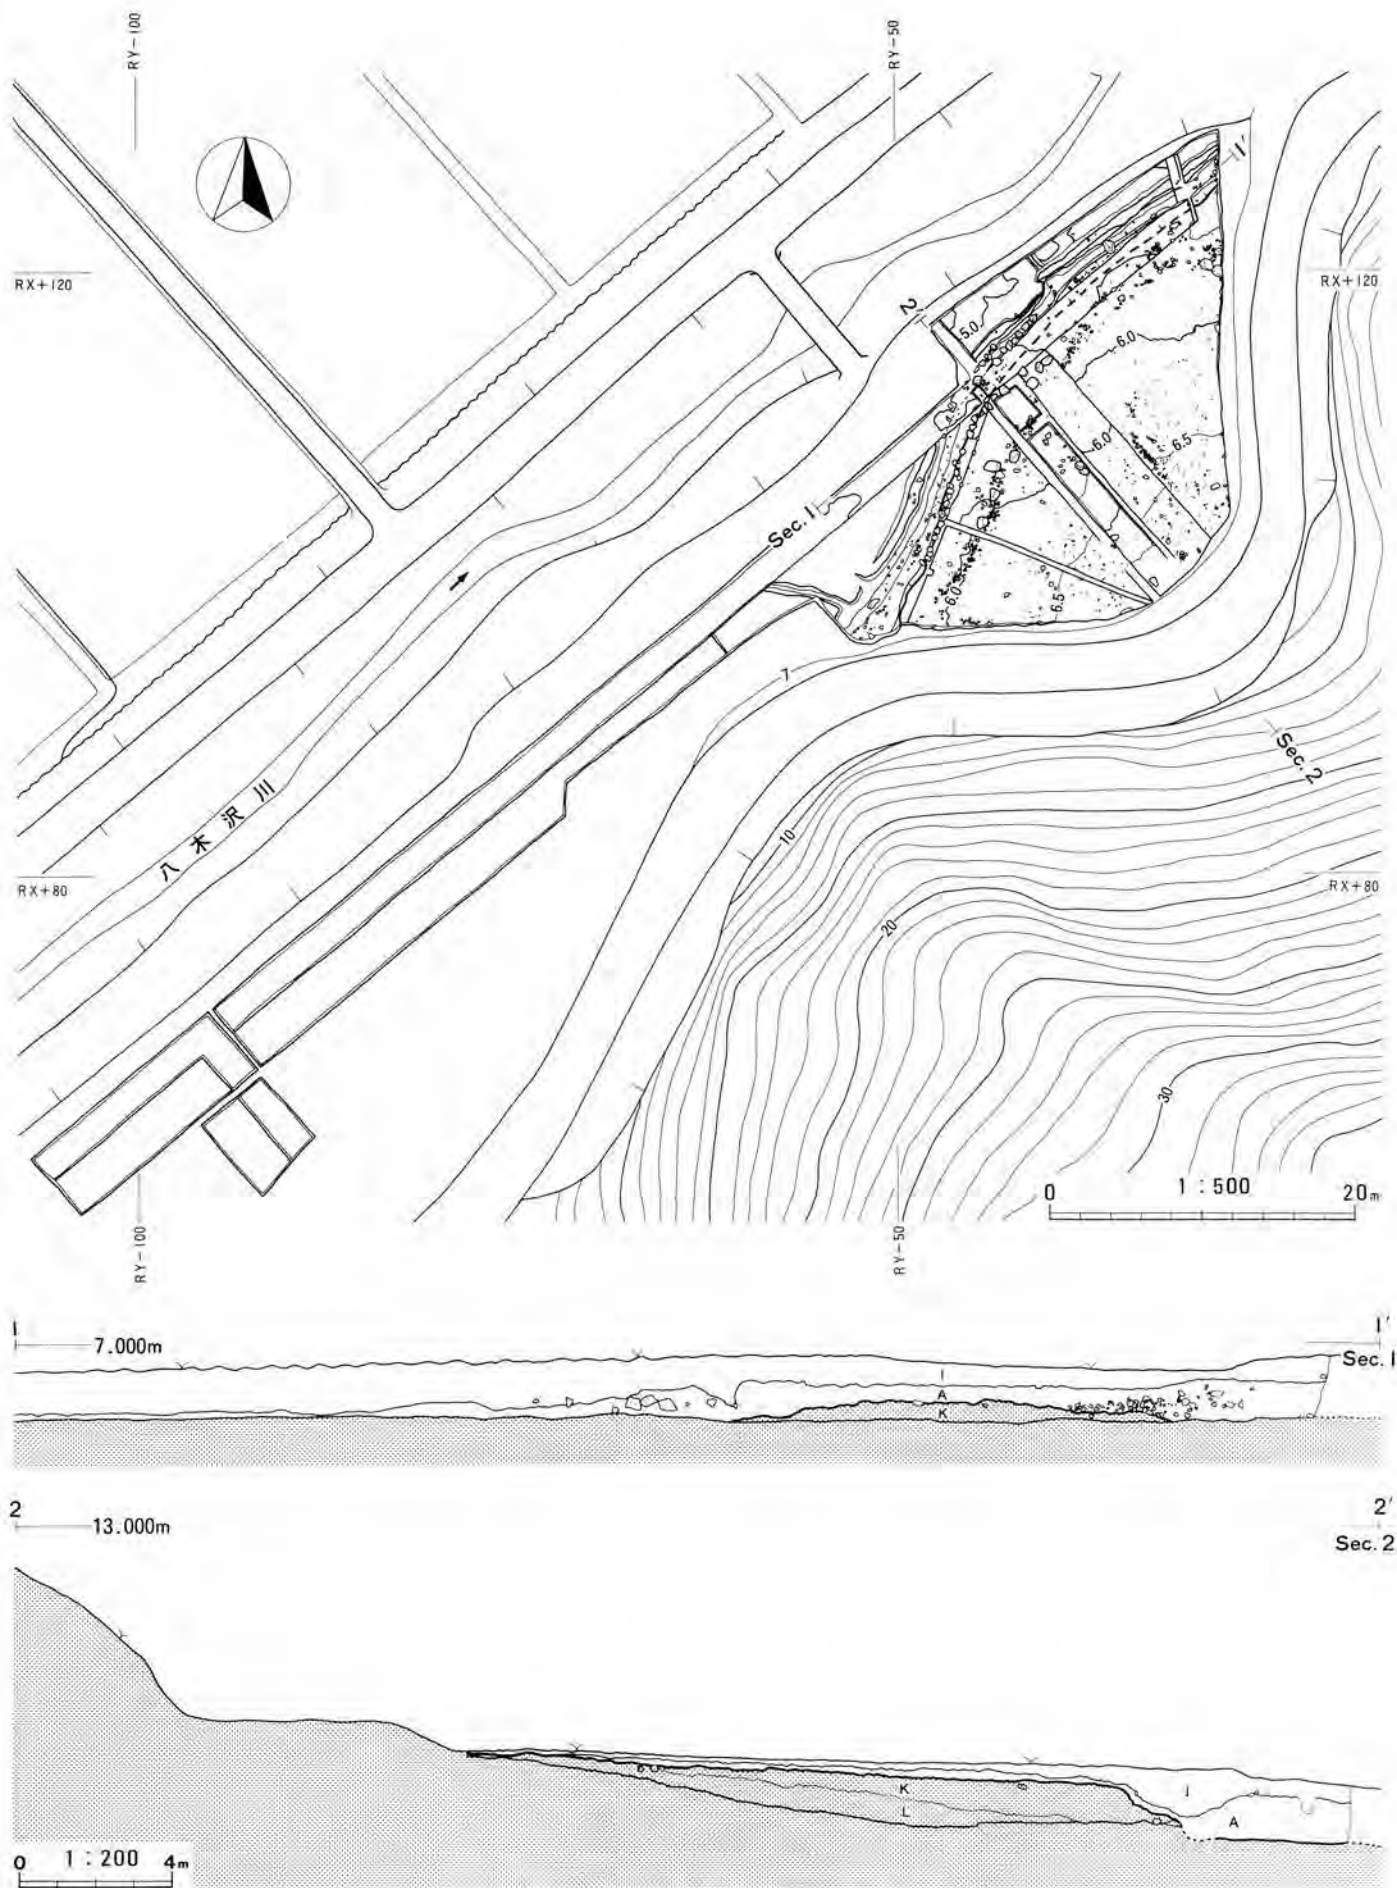 RY-100
RY-50
RX+120
RX+120
1'
2'
5.0
6.0
6.0
6.5
Sec. 1
6.0
6.5
7
Sec. 2
八木沢川
10
RX+80
RX+80
20
30
0 1:500 20m
RY-100
RY-50
1 1'
7.000m
Sec. 1
I
A
K
2 2'
13.000m
Sec. 2
K
I
L
A
0 1:200 4m